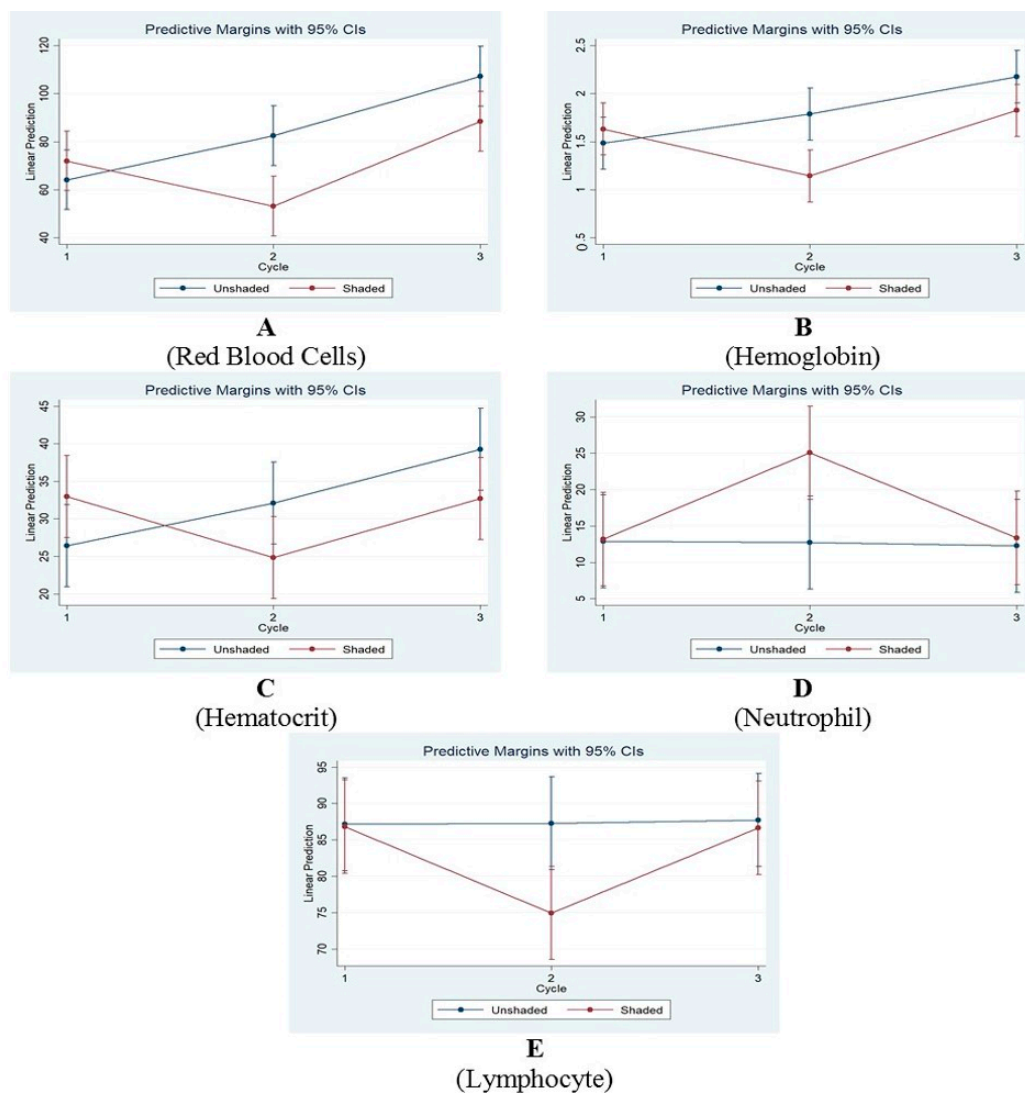 Predictive Margins with 95% CIs
Linear Prediction
120
100
80
60
40
1
2
3
Cycle
Unshaded
Shaded
A
(Red Blood Cells)
Predictive Margins with 95% CIs
Linear Prediction
2.5
2
1.5
1
0.5
1
2
3
Cycle
Unshaded
Shaded
B
(Hemoglobin)
Predictive Margins with 95% CIs
Linear Prediction
45
40
35
30
25
20
1
2
3
Cycle
Unshaded
Shaded
C
(Hematocrit)
Predictive Margins with 95% CIs
Linear Prediction
30
25
20
15
10
5
1
2
3
Cycle
Unshaded
Shaded
D
(Neutrophil)
Predictive Margins with 95% CIs
Linear Prediction
95
90
85
80
75
70
1
2
3
Cycle
Unshaded
Shaded
E
(Lymphocyte)